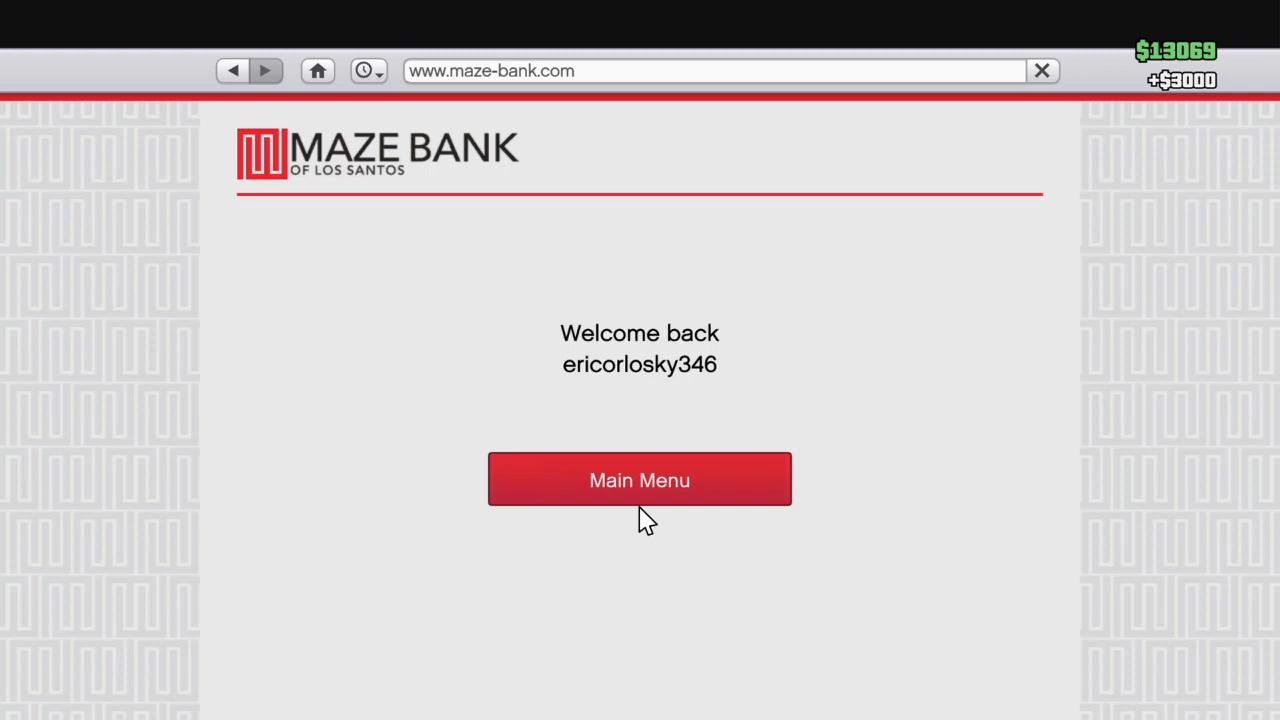 www.maze-bank.com
$13069
+$3000
MAZE BANK
OF LOS SANTOS
Welcome back
ericorlosky346
Main Menu